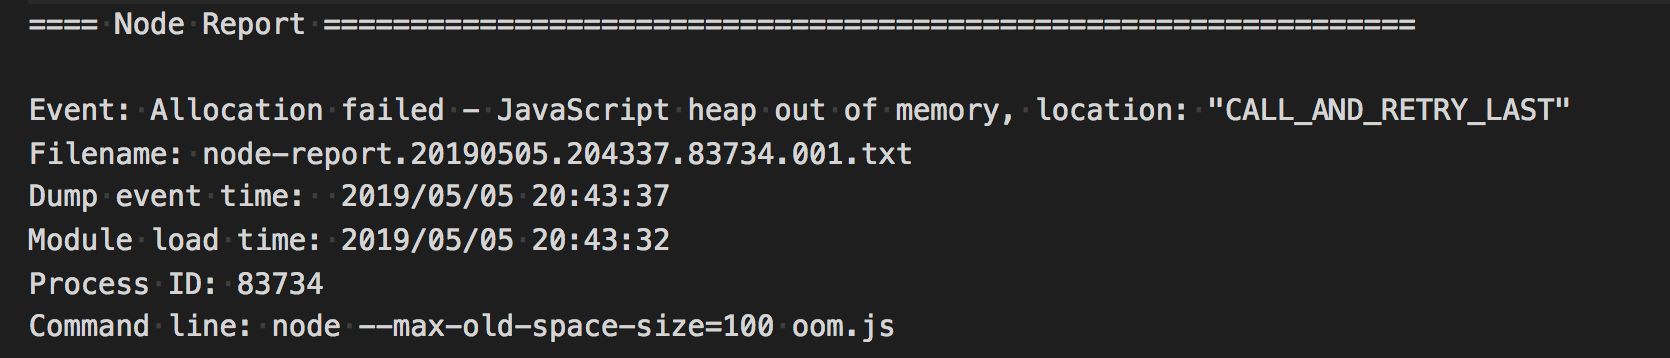 ==== Node Report ===============================================================
Event: Allocation failed - JavaScript heap out of memory, location: "CALL_AND_RETRY_LAST"
Filename: node-report.20190505.204337.83734.001.txt
Dump event time:  2019/05/05 20:43:37
Module load time: 2019/05/05 20:43:32
Process ID: 83734
Command line: node --max-old-space-size=100 oom.js